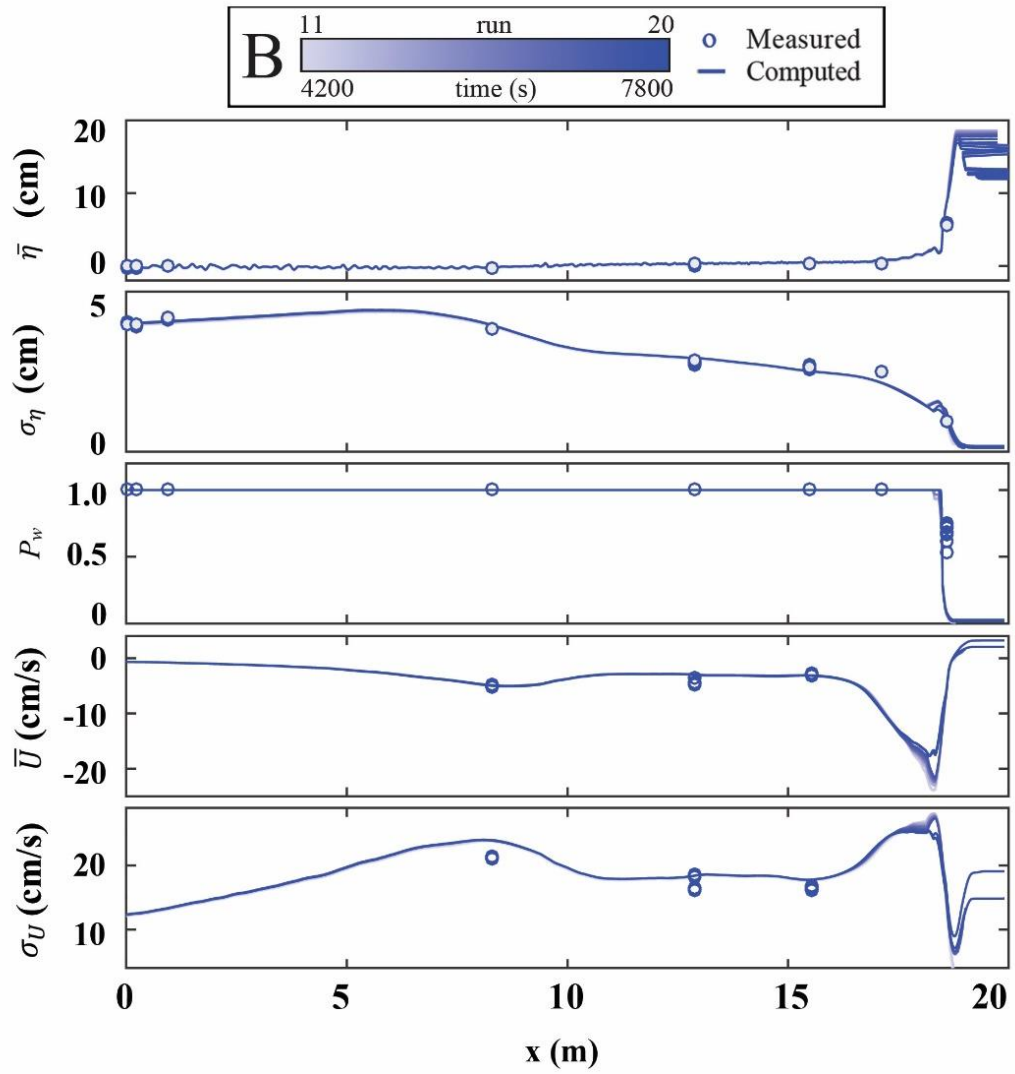 11 run 20
B
4200 time (s) 7800
Measured
Computed
20
10
0
η̄ (cm)
5
0
σ_η (cm)
1.0
0.5
0
P_w
0
-10
-20
U̅ (cm/s)
20
10
σ_U (cm/s)
0 5 10 15 20
x (m)